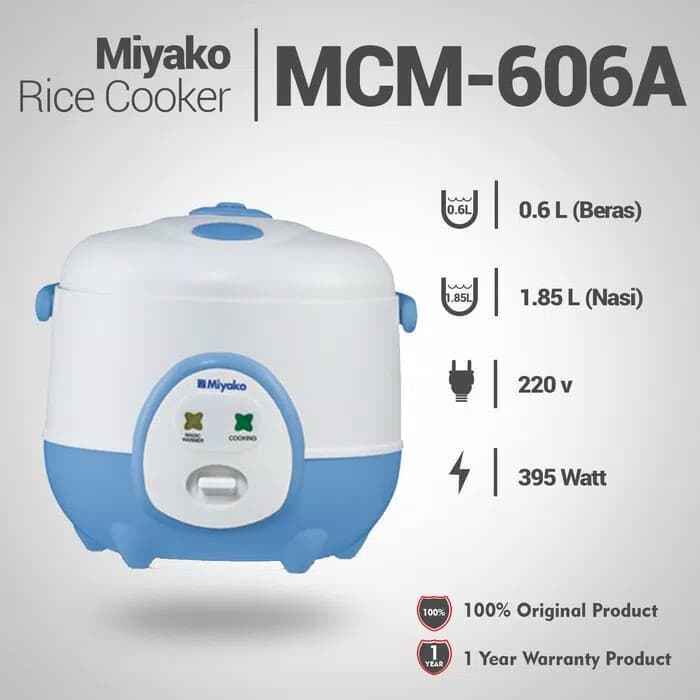 Miyako
Rice Cooker
MCM-606A
0.6L
0.6 L (Beras)
1.85L
1.85 L (Nasi)
220 v
395 Watt
Miyako
MAGIC
WARMER
COOKING
100%
100% Original Product
1
YEAR
1 Year Warranty Product